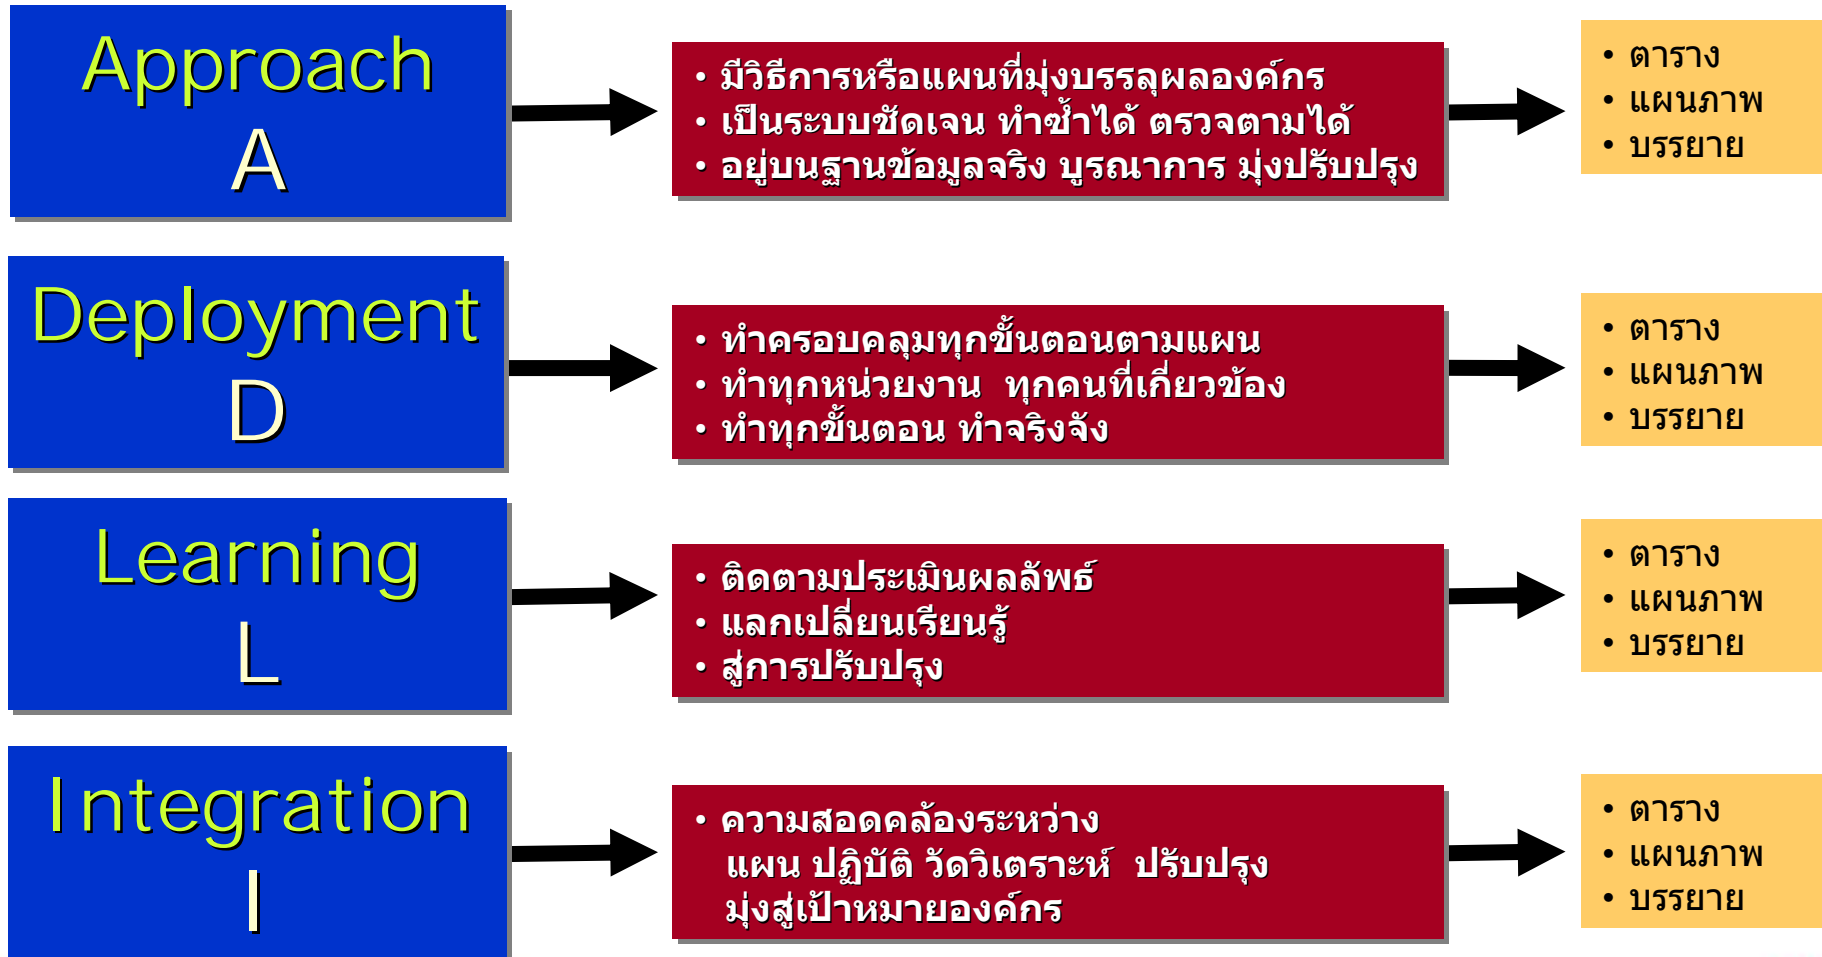 Approach
A
• มีวิธีการหรือแผนที่มุ่งบรรลุผลองค์กร
• เป็นระบบชัดเจน ทำซ้ำได้ ตรวจตามได้
• อยู่บนฐานข้อมูลจริง บูรณาการ มุ่งปรับปรุง
• ตาราง
• แผนภาพ
• บรรยาย
Deployment
D
• ทำครอบคลุมทุกขั้นตอนตามแผน
• ทำทุกหน่วยงาน ทุกคนที่เกี่ยวข้อง
• ทำทุกขั้นตอน ทำจริงจัง
• ตาราง
• แผนภาพ
• บรรยาย
Learning
L
• ติดตามประเมินผลลัพธ์
• แลกเปลี่ยนเรียนรู้
• สู่การปรับปรุง
• ตาราง
• แผนภาพ
• บรรยาย
Integration
I
• ความสอดคล้องระหว่าง
แผน ปฏิบัติ วัดวิเตราะห์ ปรับปรุง
มุ่งสู่เป้าหมายองค์กร
• ตาราง
• แผนภาพ
• บรรยาย